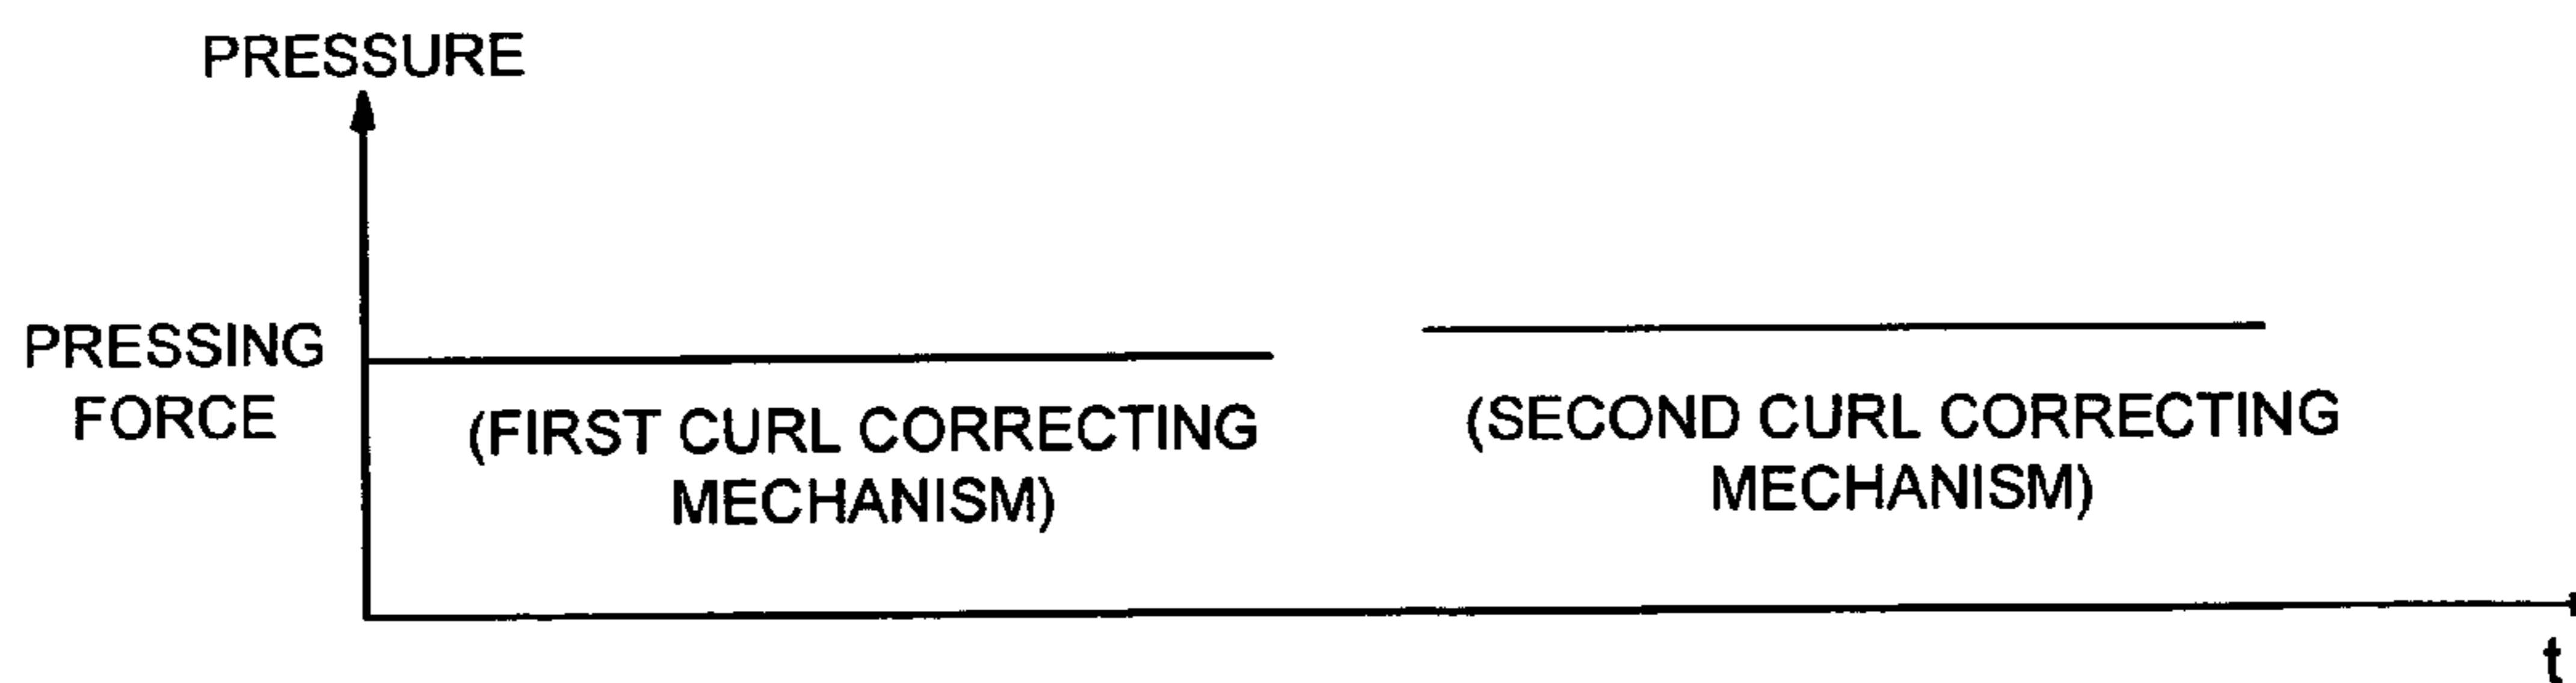 PRESSURE
PRESSING
FORCE
(FIRST CURL CORRECTING
MECHANISM)
(SECOND CURL CORRECTING
MECHANISM)
t